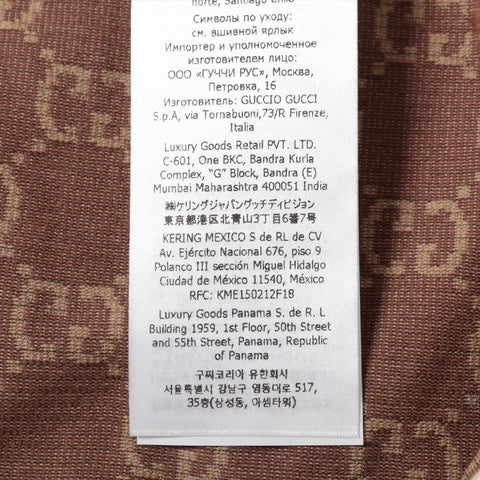 norte, Santiago Chile
Символы по уходу:
см. вшивной ярлык
Импортер и уполномоченное
изготовителем лицо:
ООО «ГУЧЧИ РУС», Москва,
Петровка, 16
Изготовитель: GUCCIO GUCCI
S.p.A, via Tornabuoni,73/R Firenze,
Italia
Luxury Goods Retail PVT. LTD.
C-601, One BKC, Bandra Kurla
Complex, “G” Block, Bandra (E)
Mumbai Maharashtra 400051 India
㈱ケリングジャパングッチディビジョン
東京都港区北青山3丁目6番7号
KERING MEXICO S de RL de CV
Av. Ejército Nacional 676, piso 9
Polanco III sección Miguel Hidalgo
Ciudad de México 11540, México
RFC: KME150212F18
Luxury Goods Panama S. de R. L
Building 1959, 1st Floor, 50th Street
and 55th Street, Panama, Republic
of Panama
구찌코리아 유한회사
서울특별시 강남구 영동대로 517,
35층(삼성동, 아셈타워)